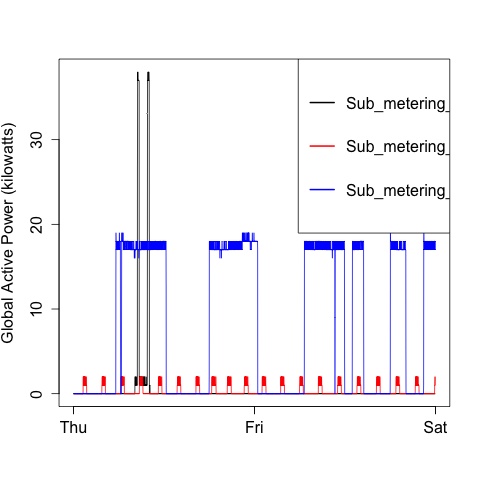 Global Active Power (kilowatts)
30
20
10
0
Thu
Fri
Sat
Sub_metering_
Sub_metering_
Sub_metering_